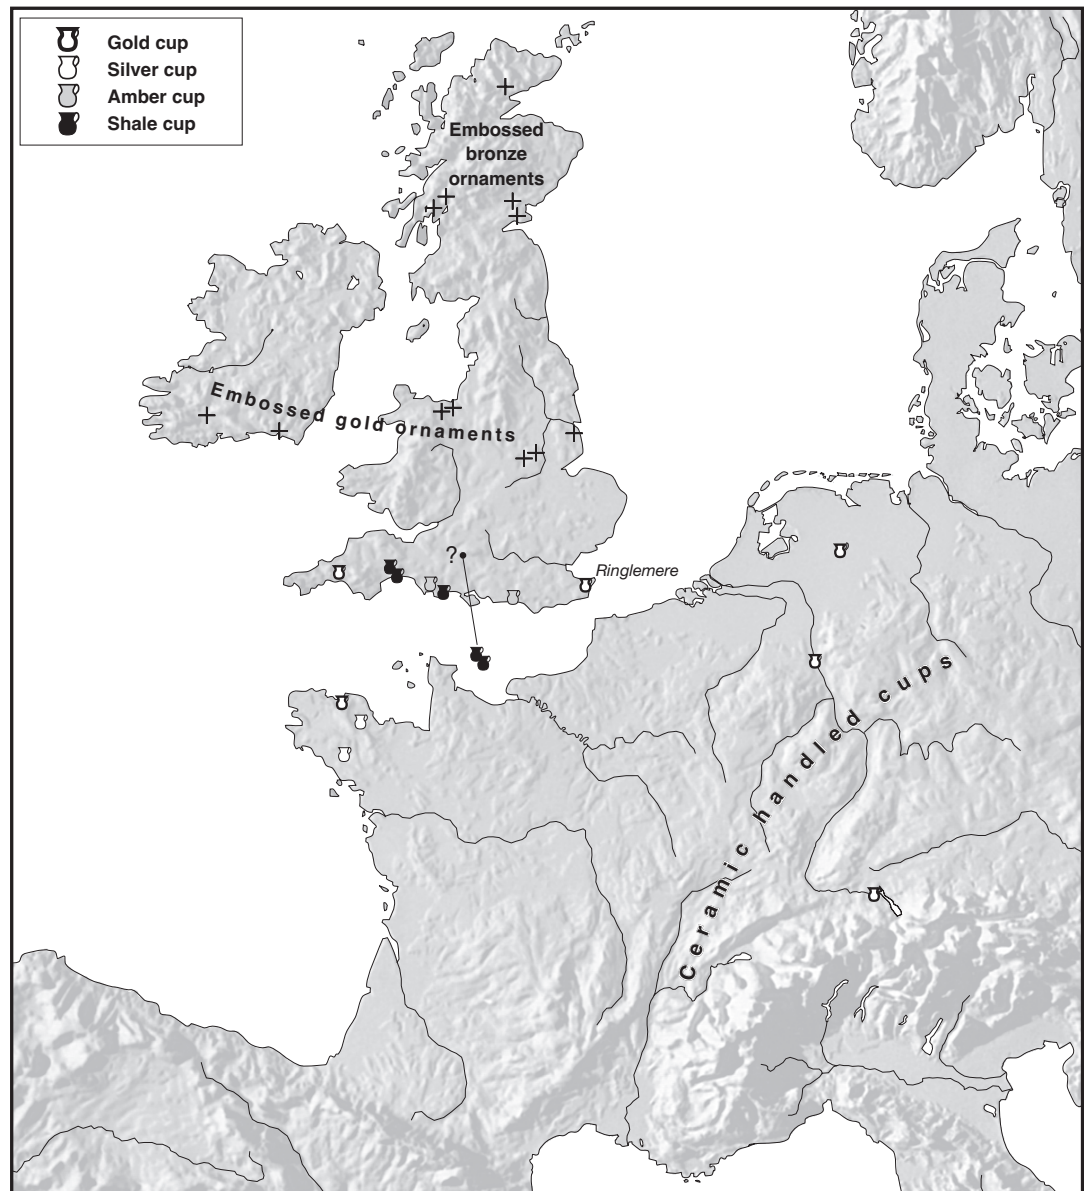 Gold cup
Silver cup
Amber cup
Shale cup
Embossed
bronze
ornaments
Embossed gold ornaments
?
Ringlemere
Ceramic handled cups